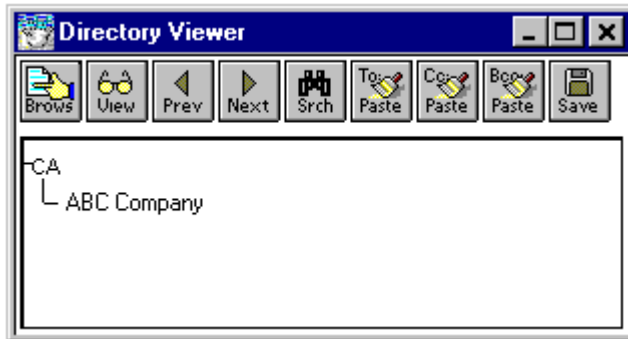 Directory Viewer
Brows View Prev Next Srch To: Paste Cc: Paste Bcc: Paste Save
CA
ABC Company